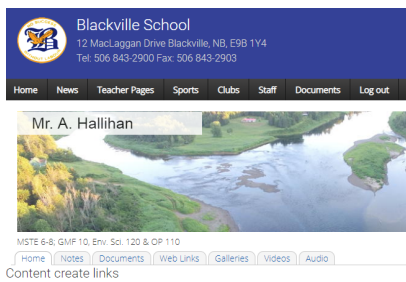 Blackville School
12 MacLaggan Drive Blackville, NB, E9B 1Y4
Tel: 506 843-2900 Fax: 506 843-2903
Home News Teacher Pages Sports Clubs Staff Documents Log out
Mr. A. Hallihan
MSTE 6-8; GMF 10, Env. Sci. 120 & OP 110
Home Notes Documents Web Links Galleries Videos Audio
Content create links